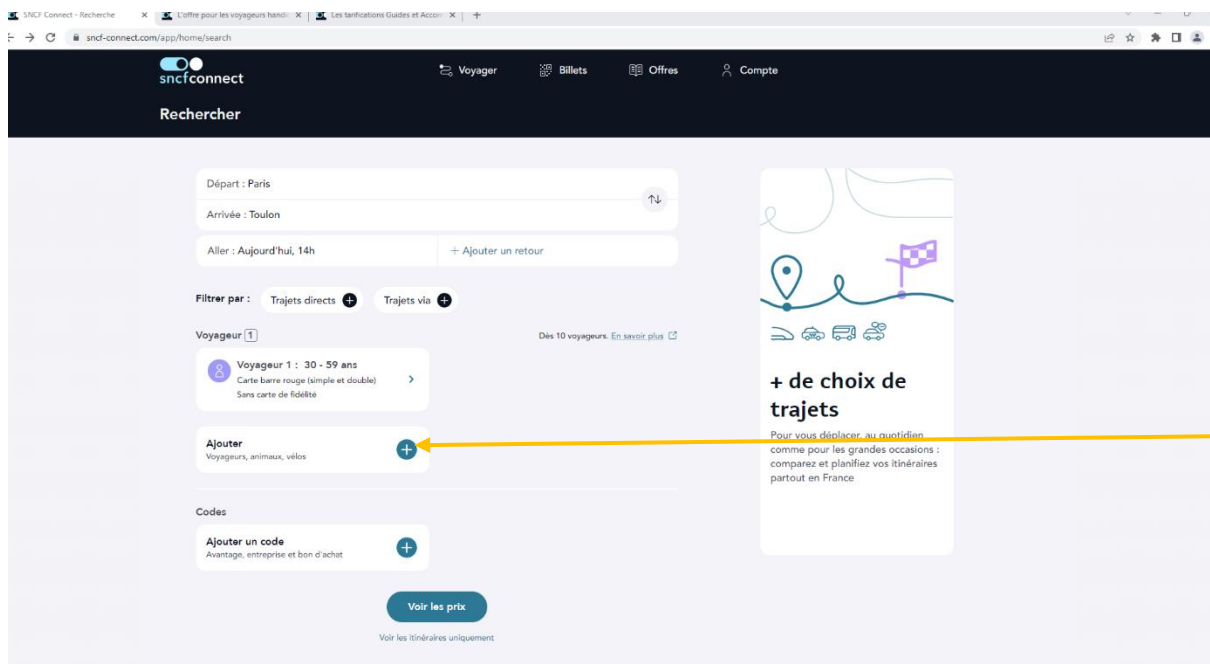 SNCF Connect - Recherche
L'offre pour les voyageurs handic
Les tarifications Guides et Accom
sncf-connect.com/app/home/search
sncfconnect
Voyager
Billets
Offres
Compte
Rechercher
Départ : Paris
Arrivée : Toulon
Aller : Aujourd'hui, 14h
+ Ajouter un retour
Filtrer par :
Trajets directs
Trajets via
Voyageur 1
Dès 10 voyageurs. En savoir plus
Voyageur 1 : 30 - 59 ans
Carte barre rouge (simple et double)
Sans carte de fidélité
Ajouter
Voyageurs, animaux, vélos
Codes
Ajouter un code
Avantage, entreprise et bon d'achat
Voir les prix
Voir les itinéraires uniquement
+ de choix de
trajets
Pour vous déplacer, au quotidien
comme pour les grandes occasions :
comparez et planifiez vos itinéraires
partout en France